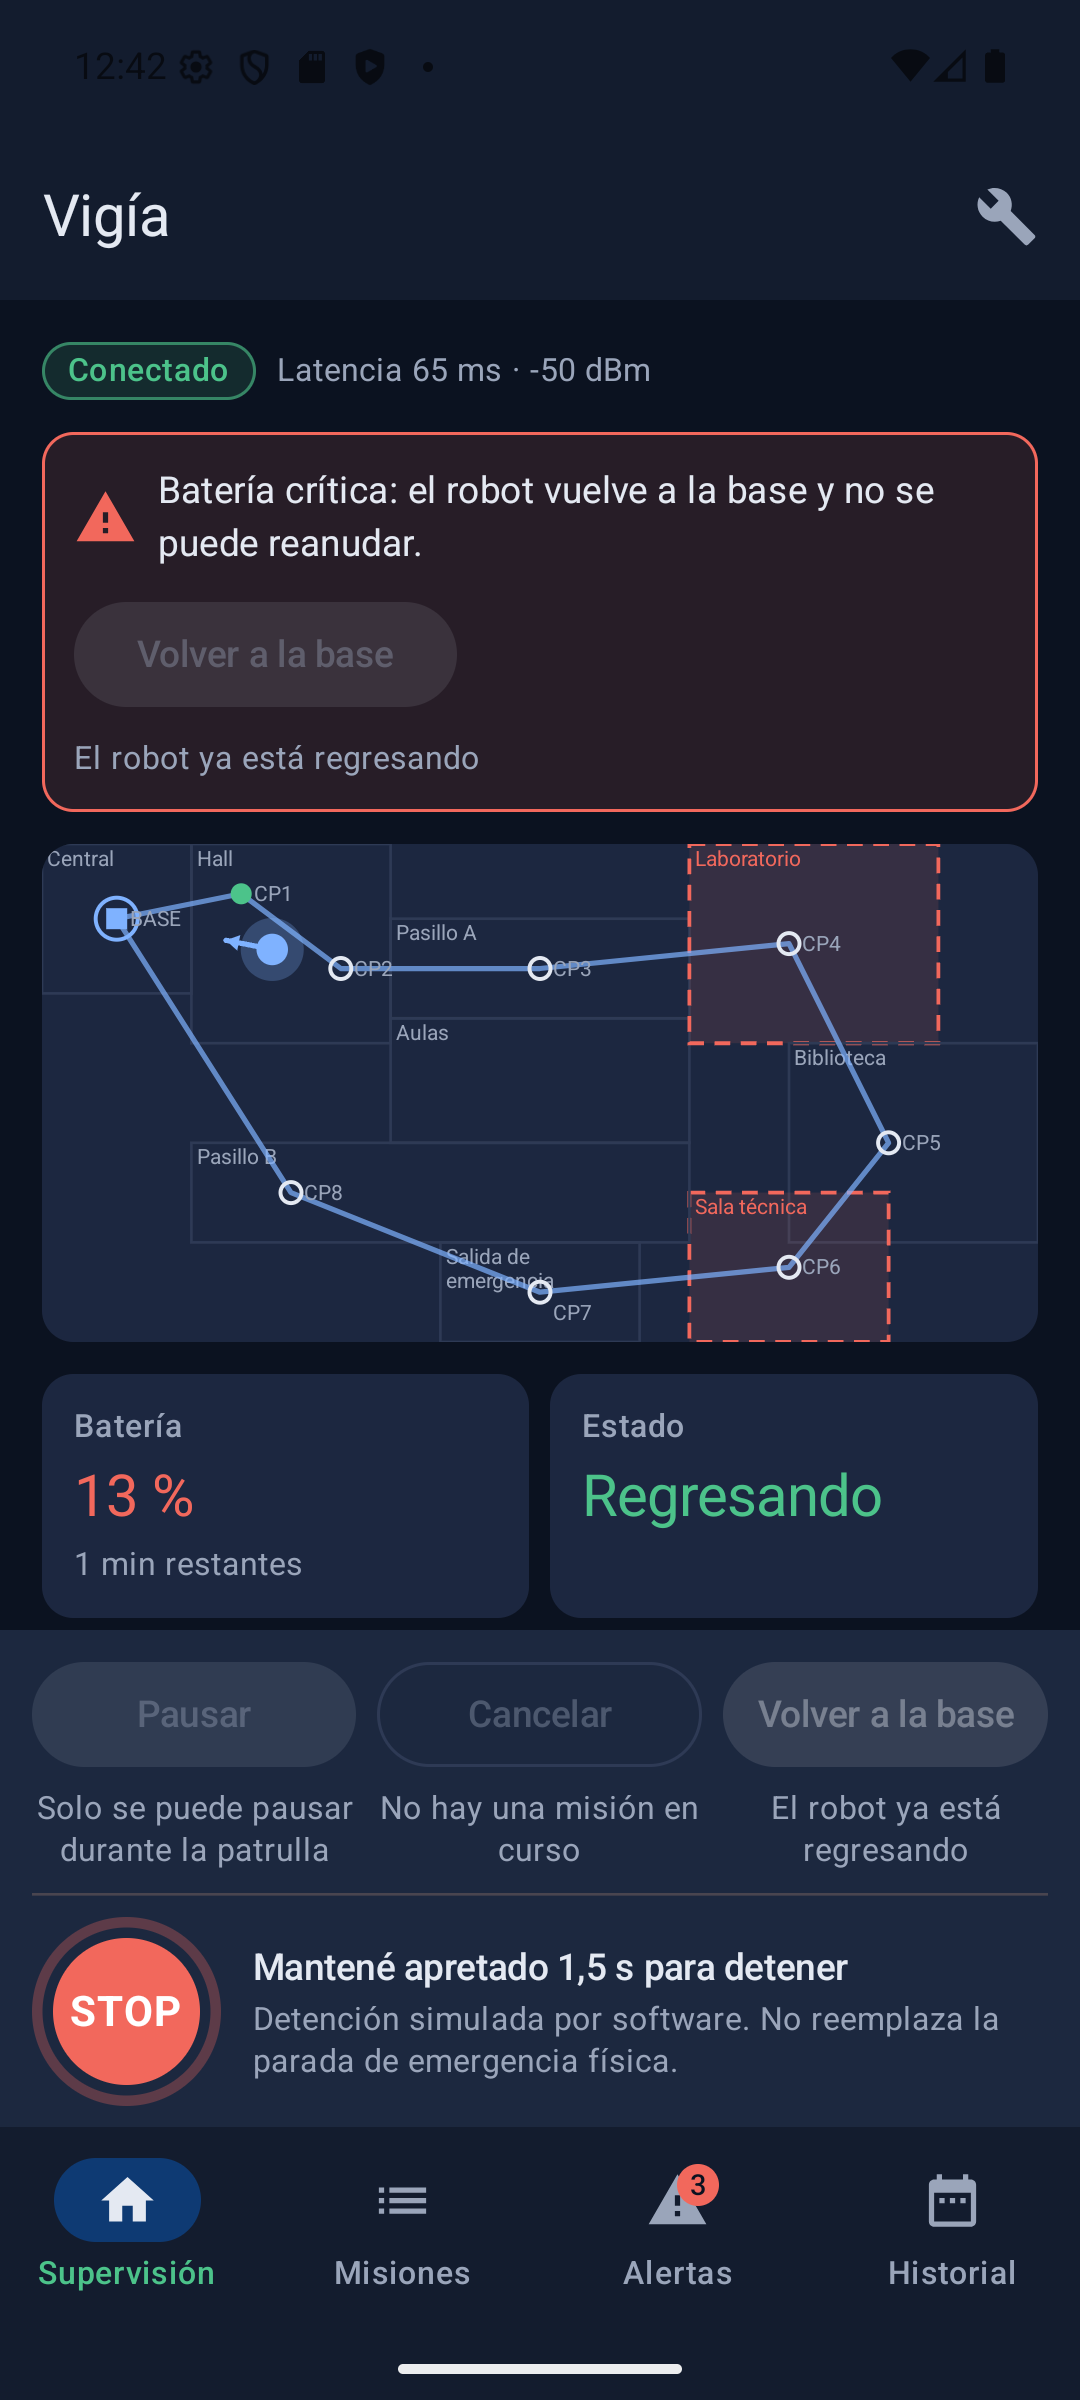 12:42
Vigía
Conectado
Latencia 65 ms · -50 dBm
Batería crítica: el robot vuelve a la base y no se
puede reanudar.
Volver a la base
El robot ya está regresando
Central
Hall
Laboratorio
CP1
BASE
Pasillo A
CP4
CP2
CP3
Aulas
Biblioteca
CP5
Pasillo B
CP8
Sala técnica
Salida de
emergencia
CP6
CP7
Batería
13 %
1 min restantes
Estado
Regresando
Pausar
Solo se puede pausar
durante la patrulla
Cancelar
No hay una misión en
curso
Volver a la base
El robot ya está
regresando
STOP
Mantené apretado 1,5 s para detener
Detención simulada por software. No reemplaza la
parada de emergencia física.
3
Supervisión
Misiones
Alertas
Historial